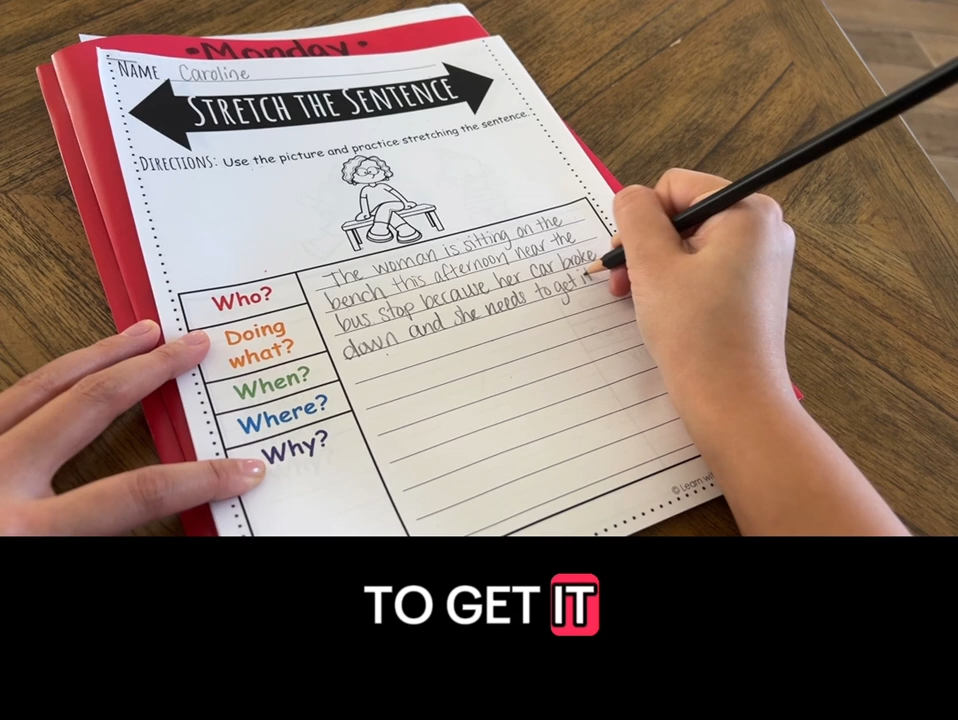 •Monday•
NAME Caroline
STRETCH THE SENTENCE
DIRECTIONS: Use the picture and practice stretching the sentence.
The woman is sitting on the
bench this afternoon near the
bus stop because her car broke
down and she needs to get it
Who?
Doing
what?
When?
Where?
Why?
© Learn wi
TO GET IT